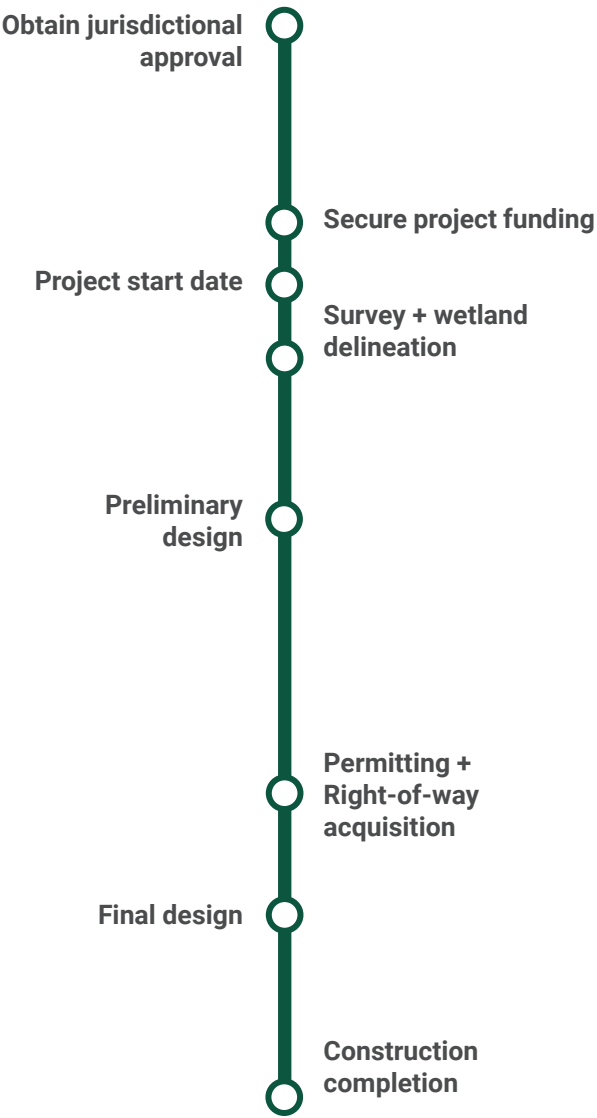 Obtain jurisdictional
approval
Secure project funding
Project start date
Survey + wetland
delineation
Preliminary
design
Permitting +
Right-of-way
acquisition
Final design
Construction
completion